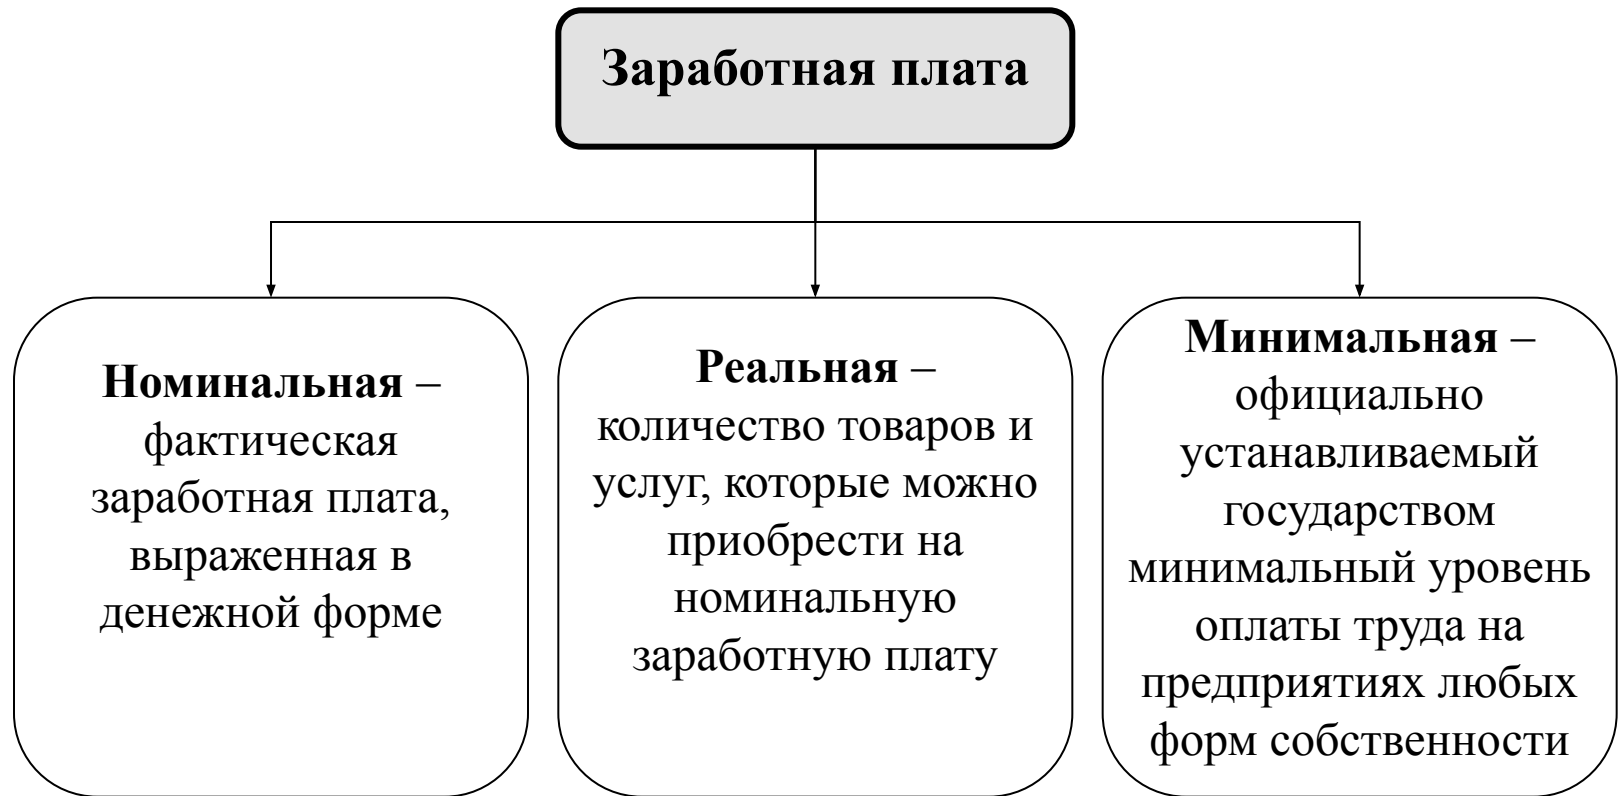 Заработная плата
Номинальная –
фактическая
заработная плата,
выраженная в
денежной форме
Реальная –
количество товаров и
услуг, которые можно
приобрести на
номинальную
заработную плату
Минимальная –
официально
устанавливаемый
государством
минимальный уровень
оплаты труда на
предприятиях любых
форм собственности